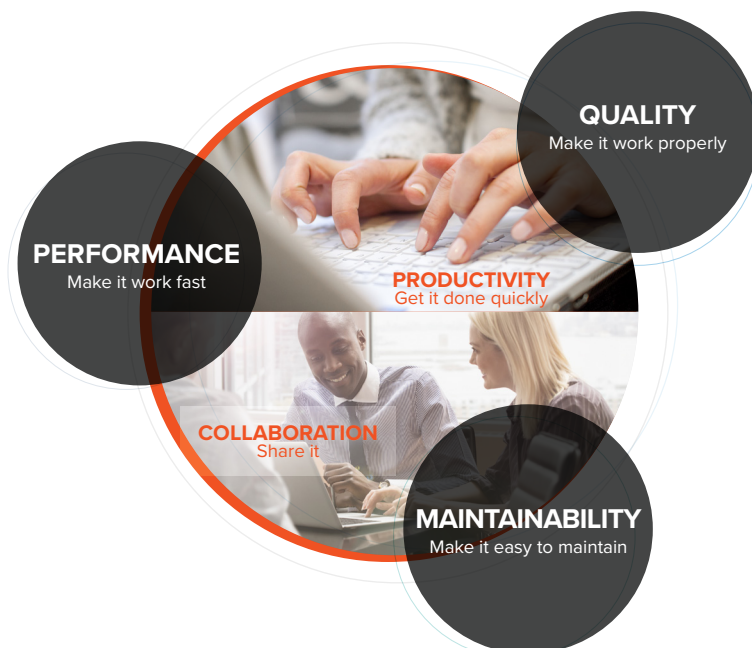 QUALITY
Make it work properly
PERFORMANCE
Make it work fast
PRODUCTIVITY
Get it done quickly
COLLABORATION
Share it
MAINTAINABILITY
Make it easy to maintain